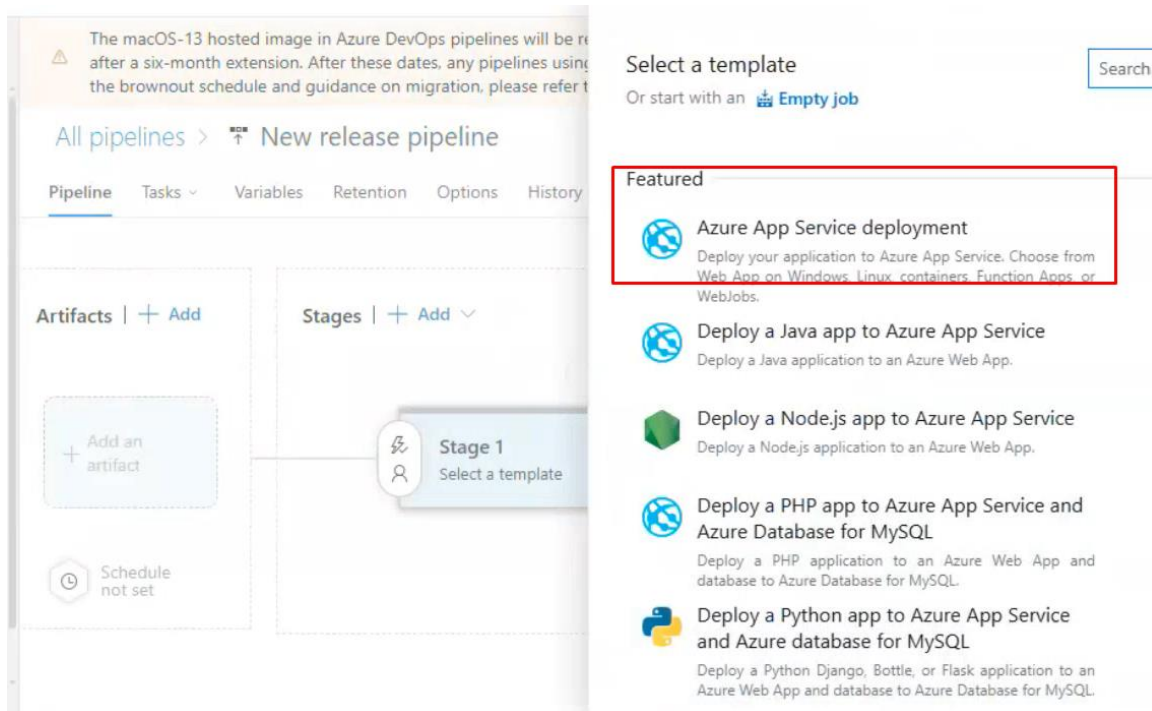 The macOS-13 hosted image in Azure DevOps pipelines will be re
after a six-month extension. After these dates, any pipelines using
the brownout schedule and guidance on migration, please refer t
All pipelines > New release pipeline
Pipeline Tasks Variables Retention Options History
Artifacts | + Add
Stages | + Add
+ Add an
artifact
Stage 1
Select a template
Schedule
not set
Select a template
Search
Or start with an Empty job
Featured
Azure App Service deployment
Deploy your application to Azure App Service. Choose from
Web App on Windows, Linux, containers, Function Apps, or
WebJobs.
Deploy a Java app to Azure App Service
Deploy a Java application to an Azure Web App.
Deploy a Node.js app to Azure App Service
Deploy a Node.js application to an Azure Web App.
Deploy a PHP app to Azure App Service and
Azure Database for MySQL
Deploy a PHP application to an Azure Web App and
database to Azure Database for MySQL.
Deploy a Python app to Azure App Service
and Azure database for MySQL
Deploy a Python Django, Bottle, or Flask application to an
Azure Web App and database to Azure Database for MySQL.